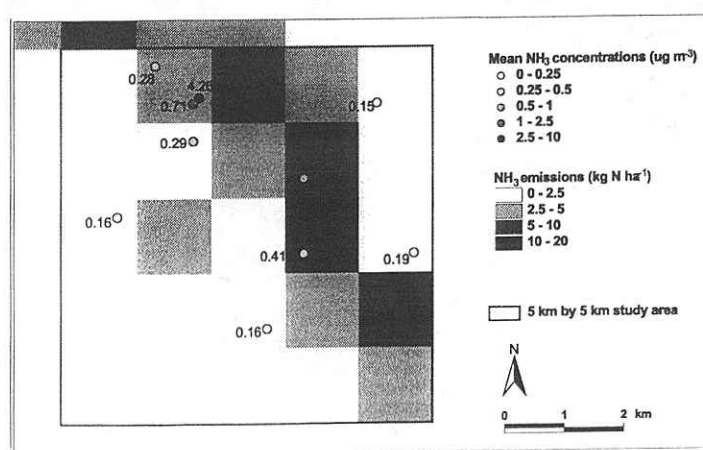 Mean NH3 concentrations (ug m-3)
0 - 0.25
0.25 - 0.5
0.5 - 1
1 - 2.5
2.5 - 10
NH3 emissions (kg N ha-1)
0 - 2.5
2.5 - 5
5 - 10
10 - 20
5 km by 5 km study area
N
0 1 2 km
0.28
0.71
0.15
0.29
0.16
0.41
0.19
0.16